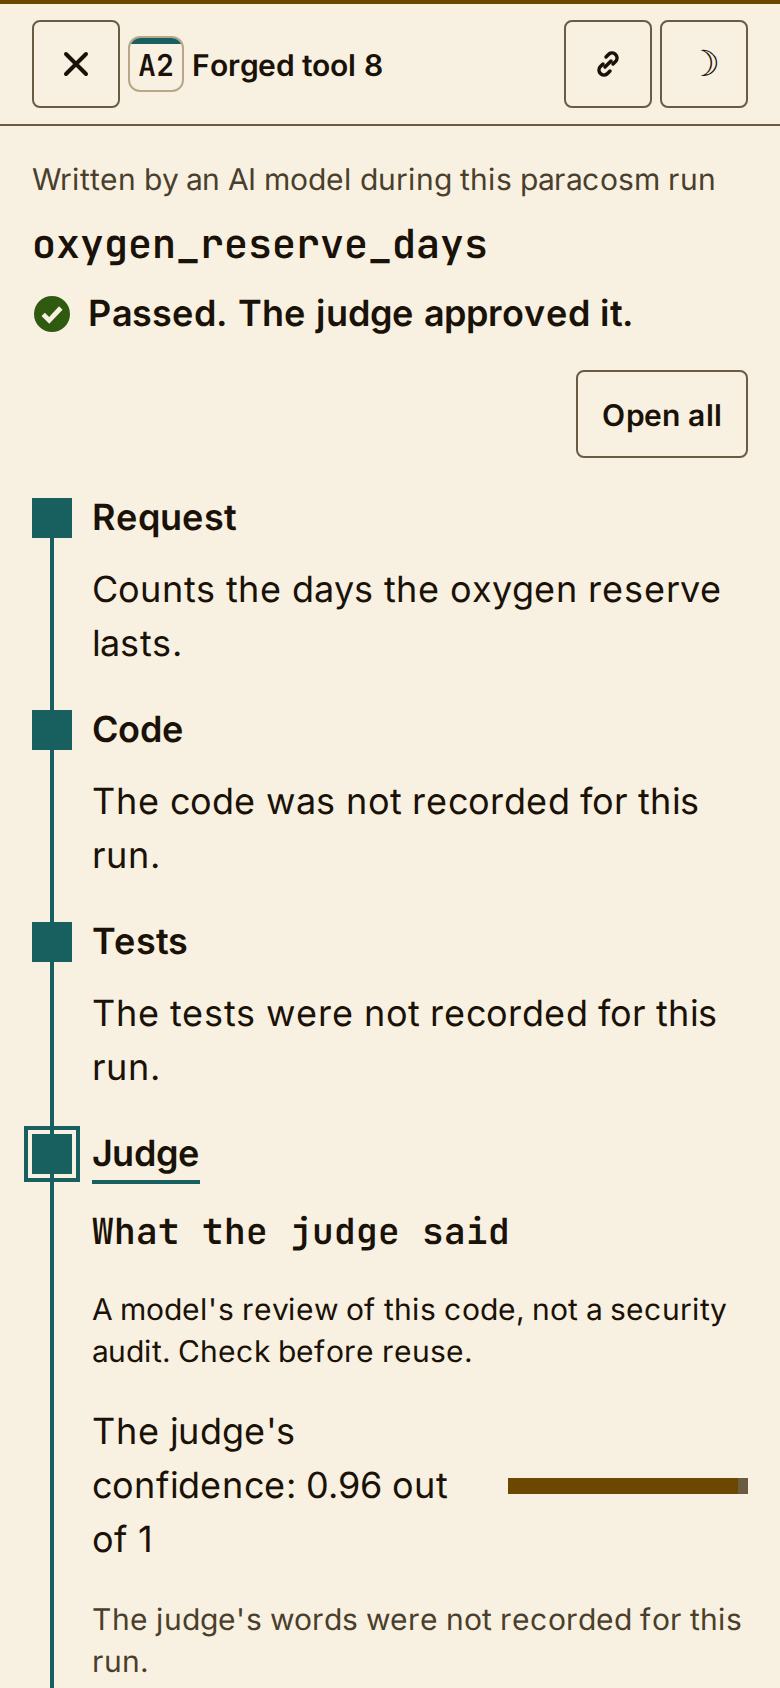 A2 Forged tool 8
Written by an AI model during this paracosm run
oxygen_reserve_days
Passed. The judge approved it.
Open all
Request
Counts the days the oxygen reserve
lasts.
Code
The code was not recorded for this
run.
Tests
The tests were not recorded for this
run.
Judge
What the judge said
A model's review of this code, not a security
audit. Check before reuse.
The judge's
confidence: 0.96 out
of 1
The judge's words were not recorded for this
run.